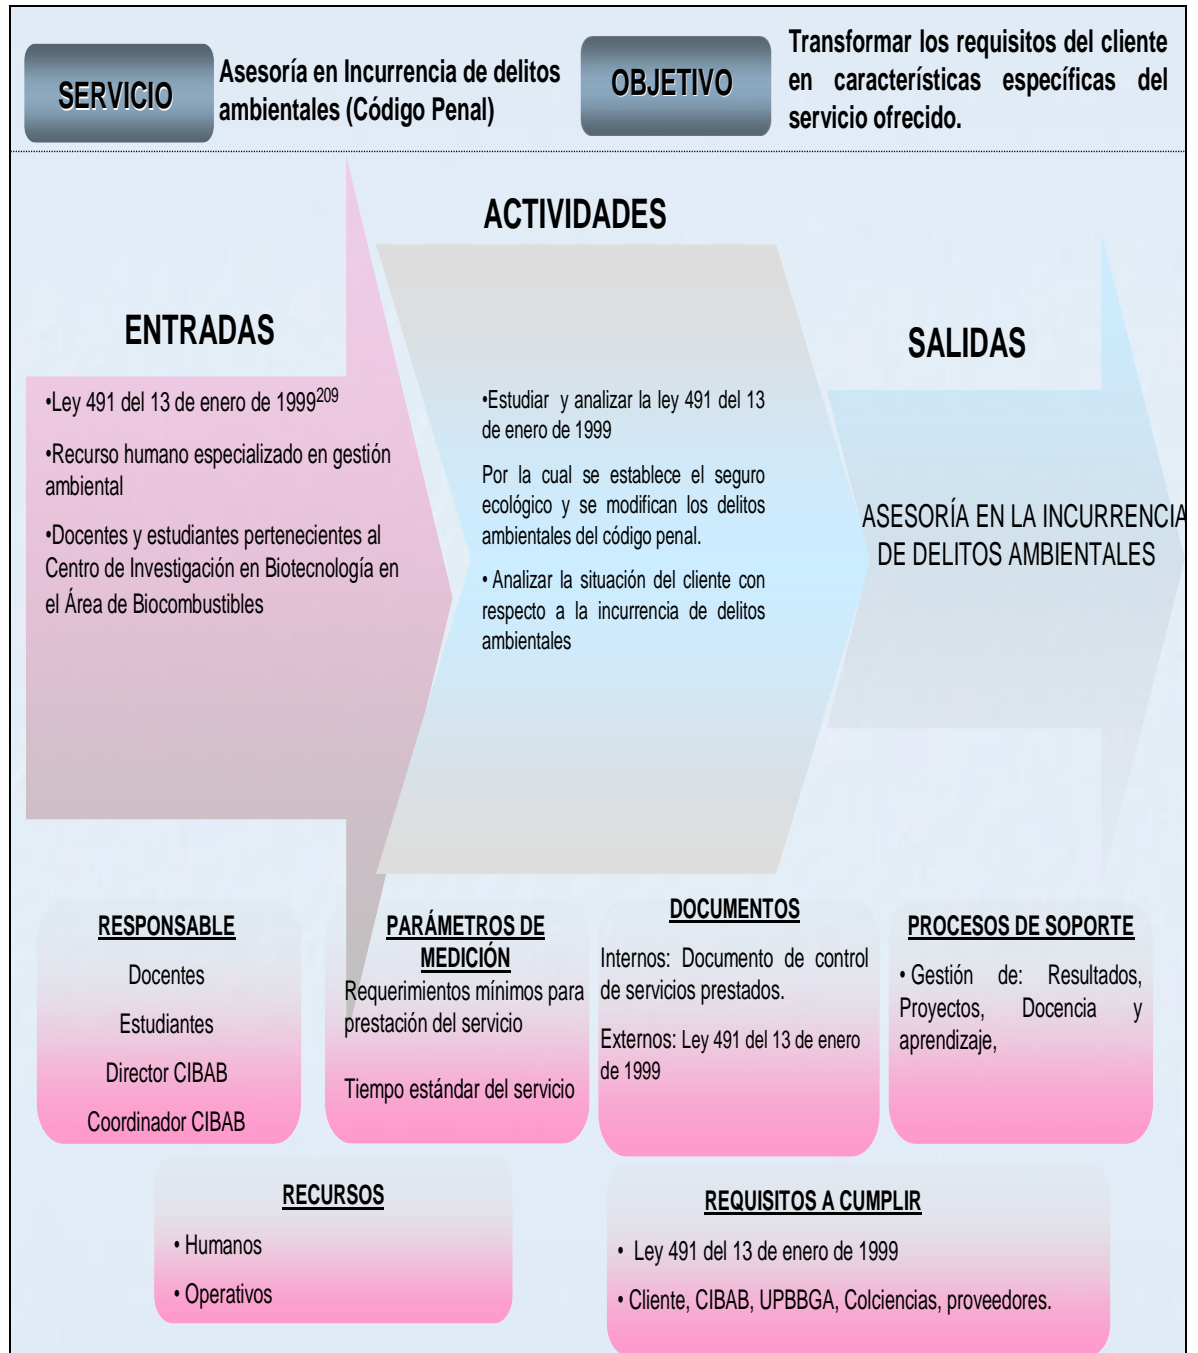 SERVICIO
Asesoría en Incurrencia de delitos
ambientales (Código Penal)
OBJETIVO
Transformar los requisitos del cliente
en características específicas del
servicio ofrecido.
ACTIVIDADES
ENTRADAS
SALIDAS
•Ley 491 del 13 de enero de 1999209
•Recurso humano especializado en gestión
ambiental
•Docentes y estudiantes pertenecientes al
Centro de Investigación en Biotecnología en
el Área de Biocombustibles
•Estudiar y analizar la ley 491 del 13
de enero de 1999
Por la cual se establece el seguro
ecológico y se modifican los delitos
ambientales del código penal.
• Analizar la situación del cliente con
respecto a la incurrencia de delitos
ambientales
ASESORÍA EN LA INCURRENCIA
DE DELITOS AMBIENTALES
RESPONSABLE
Docentes
Estudiantes
Director CIBAB
Coordinador CIBAB
PARÁMETROS DE
MEDICIÓN
Requerimientos mínimos para
prestación del servicio
Tiempo estándar del servicio
DOCUMENTOS
Internos: Documento de control
de servicios prestados.
Externos: Ley 491 del 13 de enero
de 1999
PROCESOS DE SOPORTE
• Gestión de: Resultados,
Proyectos, Docencia y
aprendizaje,
RECURSOS
• Humanos
• Operativos
REQUISITOS A CUMPLIR
• Ley 491 del 13 de enero de 1999
• Cliente, CIBAB, UPBBGA, Colciencias, proveedores.